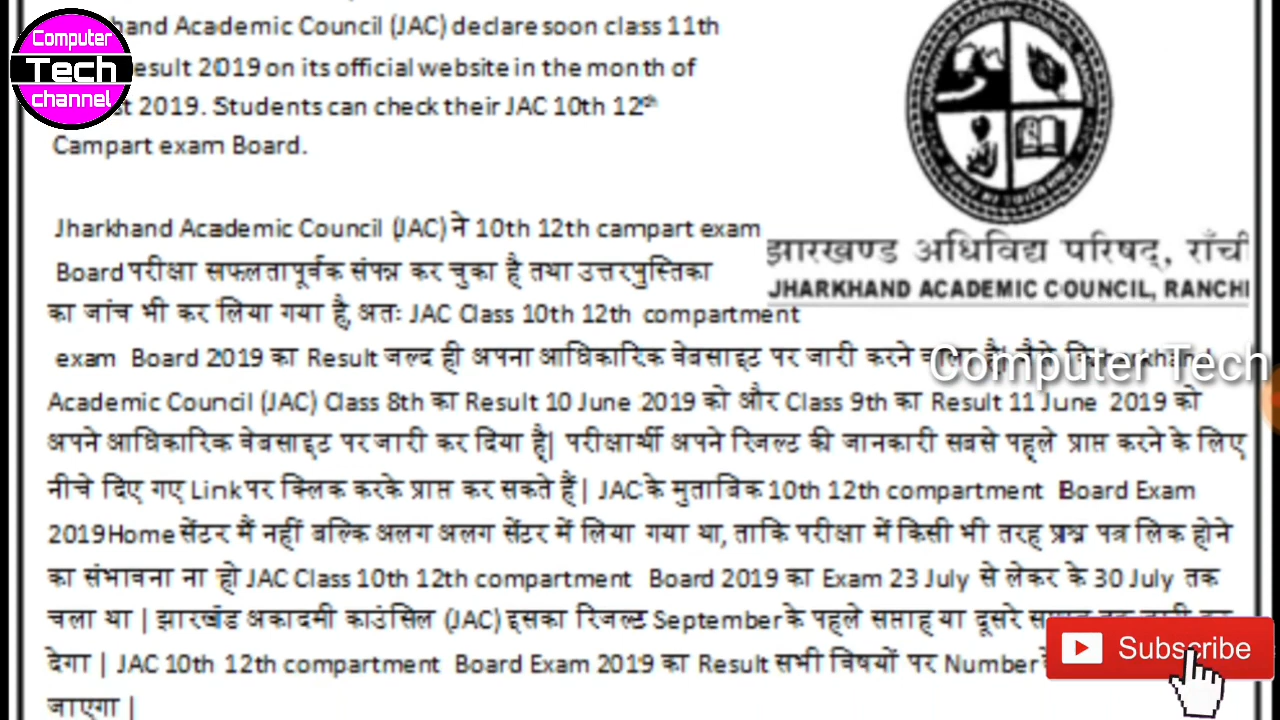 Computer
Tech
channel
hand Academic Council (JAC) declare soon class 11th
esult 2019 on its official website in the month of
2019. Students can check their JAC 10th 12th
Campart exam Board.
Jharkhand Academic Council (JAC) ने 10th 12th campart exam
Board परीक्षा सफलतापूर्वक संपन्न कर चुका है तथा उत्तरपुस्तिका
का जांच भी कर लिया गया है, अतः JAC Class 10th 12th compartment
झारखण्ड अधिविद्य परिषद्, राँची
JHARKHAND ACADEMIC COUNCIL, RANCHI
exam Board 2019 का Result जल्द ही अपना आधिकारिक वेबसाइट पर जारी करने
Computer Tech
Academic Council (JAC) Class 8th का Result 10 June 2019 को और Class 9th का Result 11 June 2019 को
अपने आधिकारिक वेबसाइट पर जारी कर दिया है| परीक्षार्थी अपने रिजल्ट की जानकारी सबसे पहले प्राप्त करने के लिए
नीचे दिए गए Link पर क्लिक करके प्राप्त कर सकते हैं | JAC के मुताबिक 10th 12th compartment Board Exam
2019Home सेंटर मैं नहीं बल्कि अलग अलग सेंटर में लिया गया था, ताकि परीक्षा में किसी भी तरह प्रश्न पत्र लिक होने
का संभावना ना हो JAC Class 10th 12th compartment Board 2019 का Exam 23 July से लेकर के 30 July तक
चला था | झारखंड अकादमी काउंसिल (JAC) इसका रिजल्ट September के पहले सप्ताह या दूसरे
देगा | JAC 10th 12th compartment Board Exam 2019 का Result सभी विषयों पर Number
Subscribe
जाएगा |